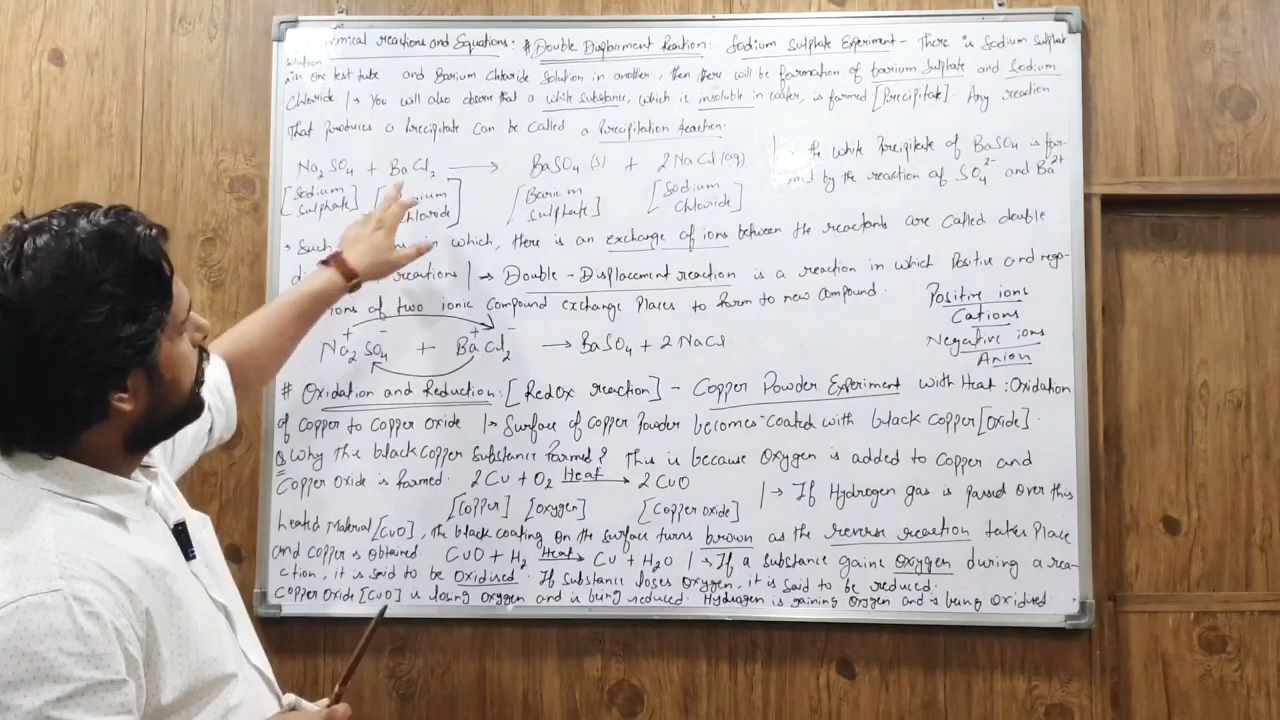 mical reactions and Equations: # Double Displacment Reaction: Sodium Sulphate Experiment - There is Sodium Sulphate
solution
in one test tube and Barium Chloride Solution in another, then there will be formation of barium Sulphate and Sodium
Chloride | → You will also observe that a white substance, which is insoluble in water, is formed [Precipitate]. Any reaction
That produces a Precipitate can be called a Precipitation reaction.
Na2SO4 + BaCl2 → BaSO4(s) + 2NaCl(aq)
[Sodium Sulphate] [ rium Chloride] [Barium Sulphate] [Sodium Chloride]
the white Precipitate of BaSO4 is for-
med by the reaction of SO4 2- and Ba2+
→ Such in which, there is an exchange of ions between the reactants are called double
d reactions | → Double-Displacement reaction is a reaction in which Positive and nega-
ions of two ionic Compound exchange Places to form to new Compound.
Positive ions
Cations
Negative ions
Anion
+ - + -
Na2SO4 + BaCl2 → BaSO4 + 2NaCl
# Oxidation and Reduction: [Redox reaction] - Copper Powder Experiment with Heat: Oxidation
of copper to copper oxide | → Surface of copper Powder becomes coated with black copper [Oxide].
Q Why this black copper substance formed? This is because Oxygen is added to Copper and
Copper Oxide is formed. 2Cu + O2 Heat → 2CuO
[Copper] [oxygen] [Copper oxide]
| → If Hydrogen gas is passed over this
heated Material [CuO], the black coating on the surface turns brown as the reverse reaction takes Place
and copper is obtained. CuO + H2 Heat → Cu + H2O | → If a substance gains oxygen during a rea-
ction, it is said to be Oxidised. If Substance loses Oxygen, it is said to be reduced.
Copper Oxide [CuO] is losing oxygen and is being reduced. Hydrogen is gaining Oxygen and is being Oxidised.